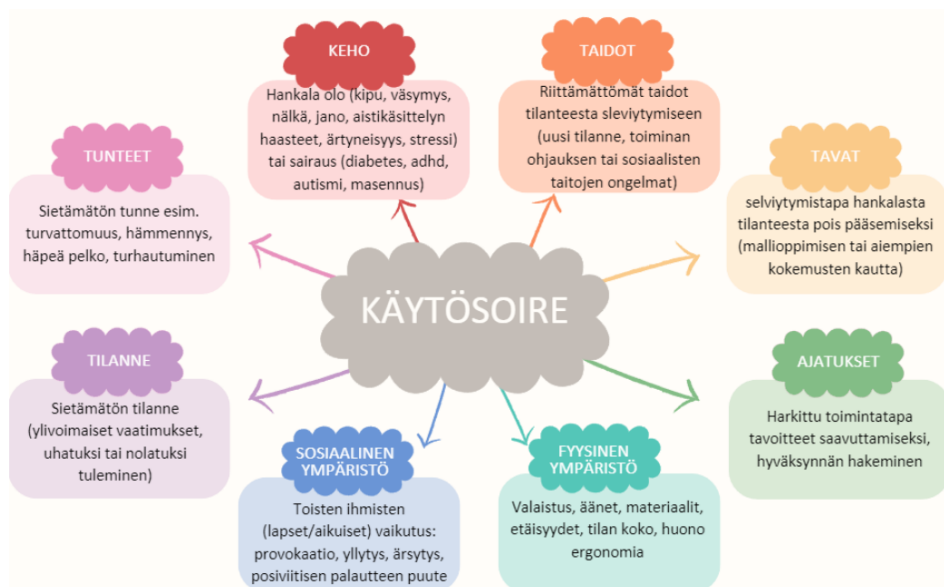 KEHO
Hankala olo (kipu, väsymys,
nälkä, jano, aistikäsittelyn
haasteet, ärtyneisyys, stressi)
tai sairaus (diabetes, adhd,
autismi, masennus)
TAIDOT
Riittämättömät taidot
tilanteesta sleviytymiseen
(uusi tilanne, toiminan
ohjauksen tai sosiaalisten
taitojen ongelmat)
TUNTEET
Sietämätön tunne esim.
turvattomuus, hämmennys,
häpeä pelko, turhautuminen
TAVAT
selviytymistapa hankalasta
tilanteesta pois pääsemiseksi
(mallioppimisen tai aiempien
kokemusten kautta)
KÄYTÖSOIRE
TILANNE
Sietämätön tilanne
(ylivoimaiset vaatimukset,
uhatuksi tai nolatuksi
tuleminen)
AJATUKSET
Harkittu toimintatapa
tavoitteet saavuttamiseksi,
hyväksynnän hakeminen
SOSIAALINEN
YMPÄRISTÖ
Toisten ihmisten
(lapset/aikuiset) vaikutus:
provokaatio, yllytys, ärsytys,
posiviitisen palautteen puute
FYYSINEN
YMPÄRISTÖ
Valaistus, äänet, materiaalit,
etäisyydet, tilan koko, huono
ergonomia